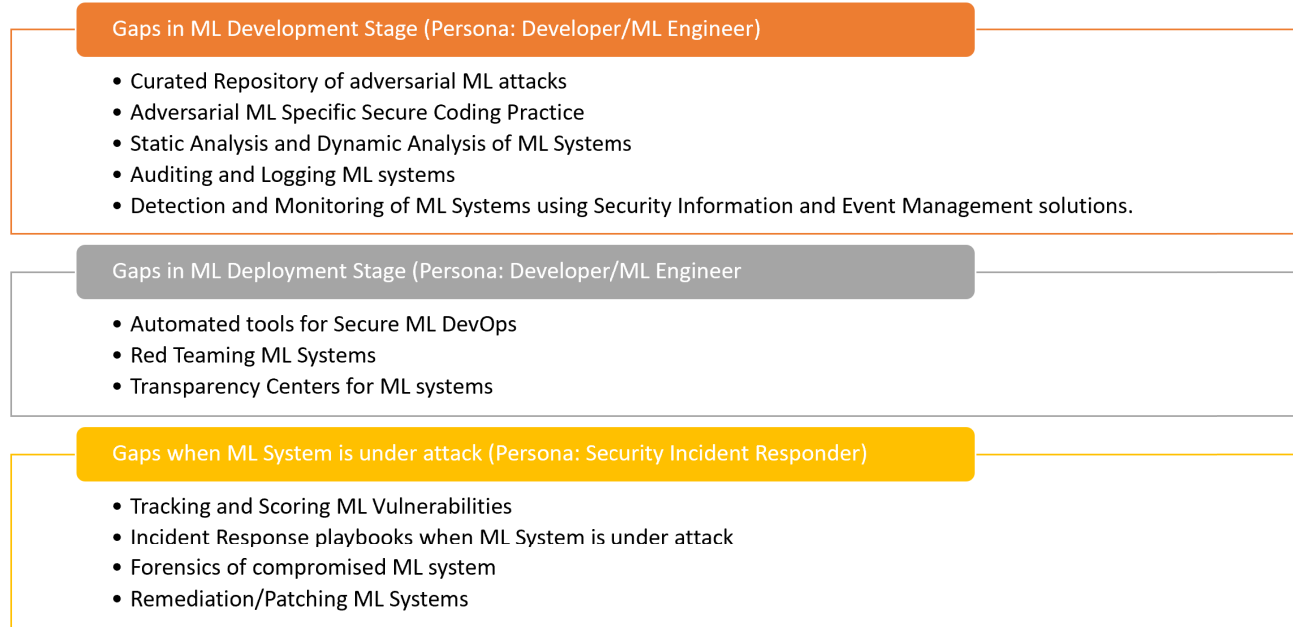 Gaps in ML Development Stage (Persona: Developer/ML Engineer)
• Curated Repository of adversarial ML attacks
• Adversarial ML Specific Secure Coding Practice
• Static Analysis and Dynamic Analysis of ML Systems
• Auditing and Logging ML systems
• Detection and Monitoring of ML Systems using Security Information and Event Management solutions.
Gaps in ML Deployment Stage (Persona: Developer/ML Engineer
• Automated tools for Secure ML DevOps
• Red Teaming ML Systems
• Transparency Centers for ML systems
Gaps when ML System is under attack (Persona: Security Incident Responder)
• Tracking and Scoring ML Vulnerabilities
• Incident Response playbooks when ML System is under attack
• Forensics of compromised ML system
• Remediation/Patching ML Systems